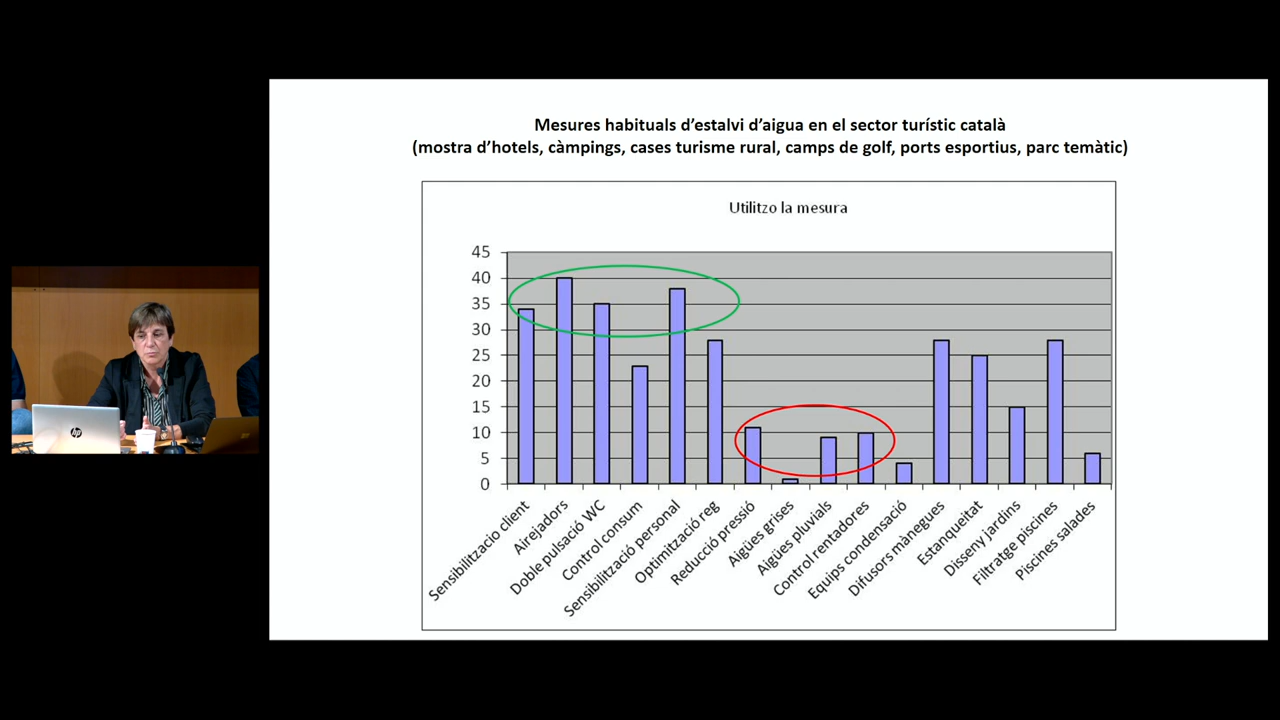 Mesures habituals d'estalvi d'aigua en el sector turístic català
(mostra d'hotels, càmpings, cases turisme rural, camps de golf, ports esportius, parc temàtic)
Utilitzo la mesura
45
40
35
30
25
20
15
10
5
0
Sensibilitzacio client
Airejadors
Doble pulsació WC
Control consum
Sensibilització personal
Optimització reg
Reducció pressió
Aigües grises
Aigües pluvials
Control rentadores
Equips condensació
Difusors mànegues
Estanqueitat
Disseny jardins
Filtratge piscines
Piscines salades
hp